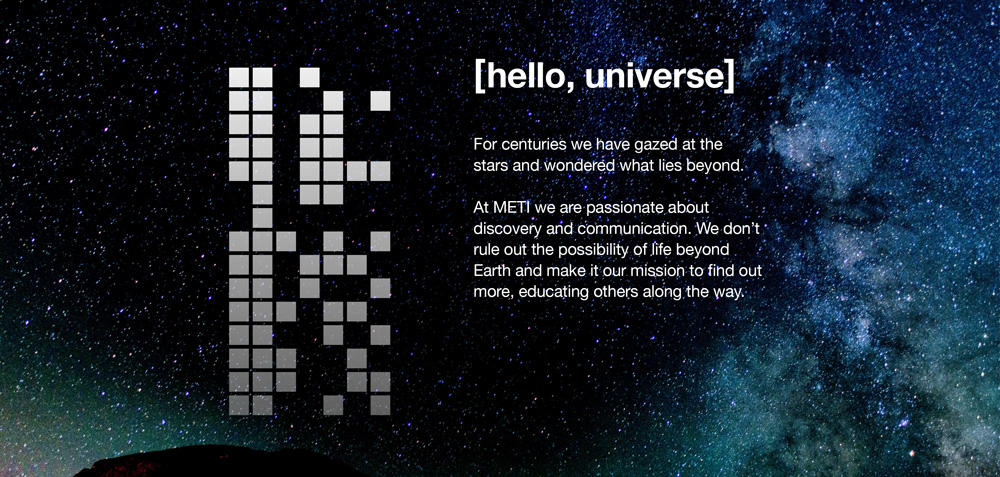 [hello, universe]
For centuries we have gazed at the
stars and wondered what lies beyond.
At METI we are passionate about
discovery and communication. We don’t
rule out the possibility of life beyond
Earth and make it our mission to find out
more, educating others along the way.